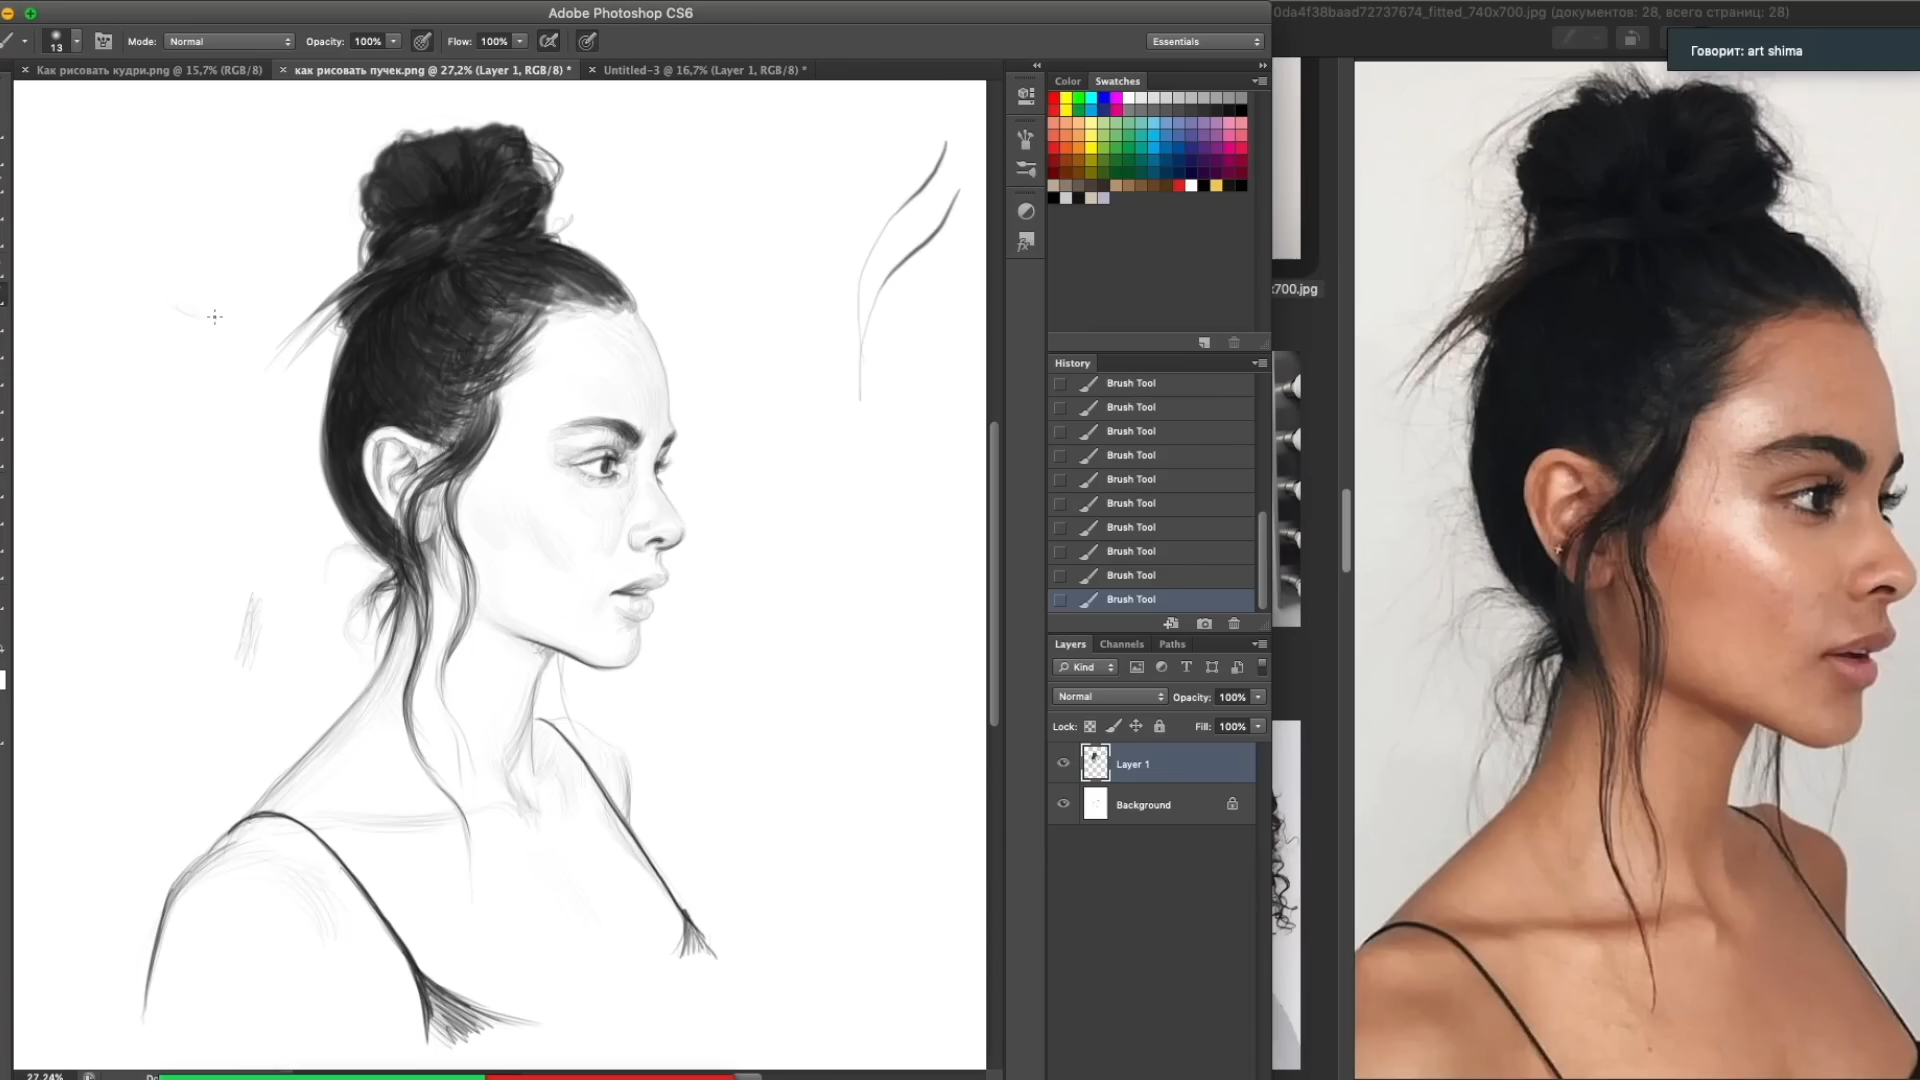 Adobe Photoshop CS6
0da4f38baad72737674_fitted_740x700.jpg (документов: 28, всего страниц: 28)
13
Mode: Normal
Opacity: 100%
Flow: 100%
Essentials
Говорит: art shima
× Как рисовать кудри.png @ 15,7% (RGB/8)
× как рисовать пучек.png @ 27,2% (Layer 1, RGB/8) *
× Untitled-3 @ 16,7% (Layer 1, RGB/8) *
Color
Swatches
x700.jpg
History
Brush Tool
Brush Tool
Brush Tool
Brush Tool
Brush Tool
Brush Tool
Brush Tool
Brush Tool
Brush Tool
Brush Tool
Layers
Channels
Paths
Kind
Normal
Opacity: 100%
Lock:
Fill: 100%
Layer 1
Background
27,24%